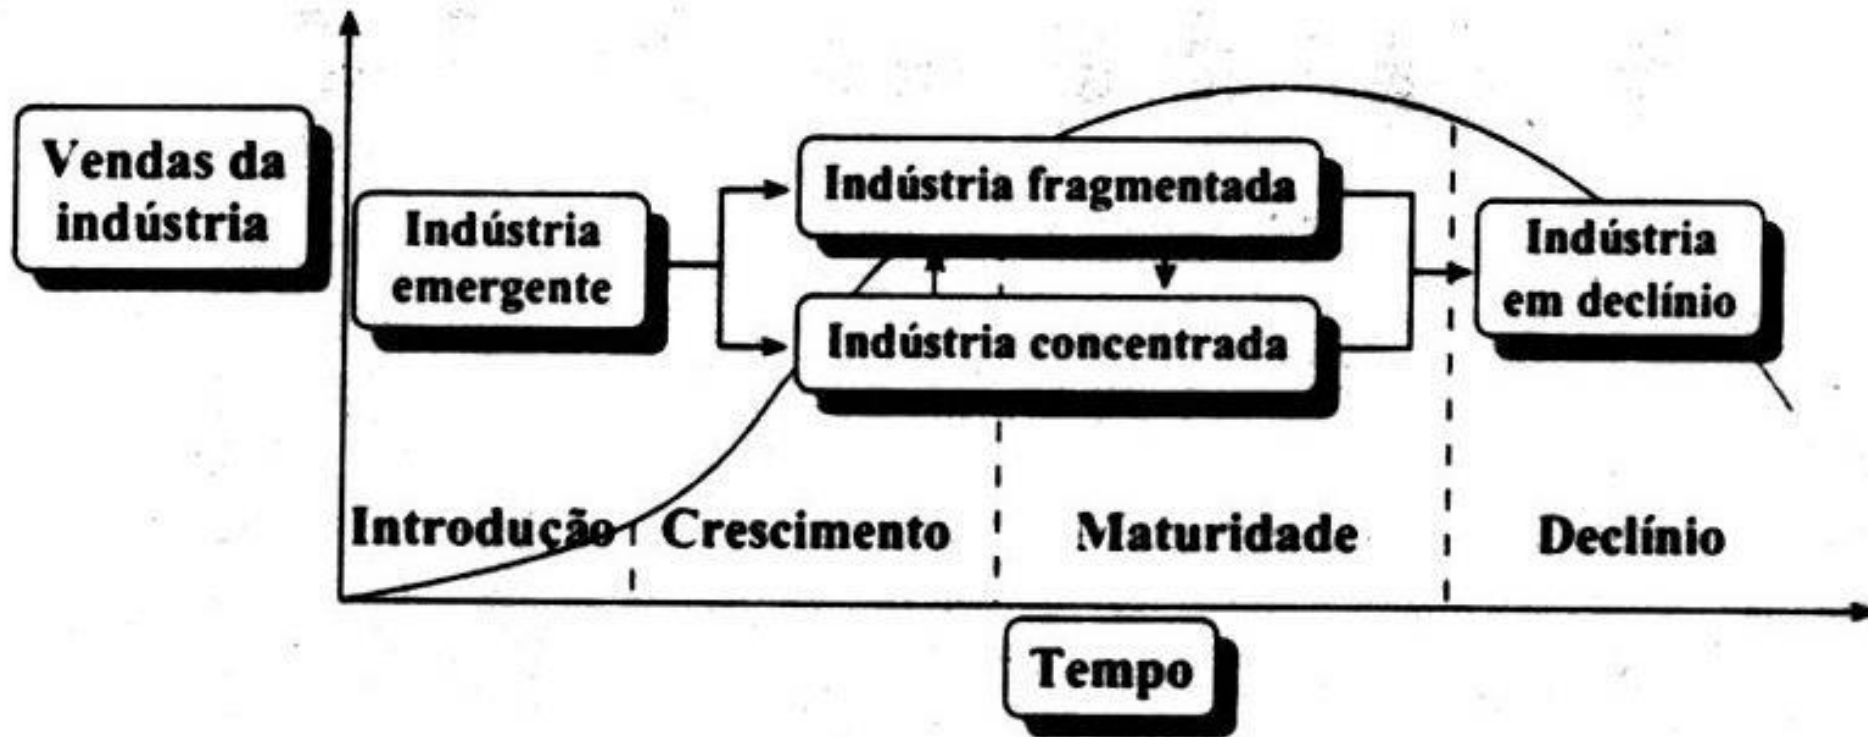 Vendas da
indústria
Indústria
emergente
Indústria fragmentada
Indústria concentrada
Indústria
em declínio
Introdução
Crescimento
Maturidade
Declínio
Tempo